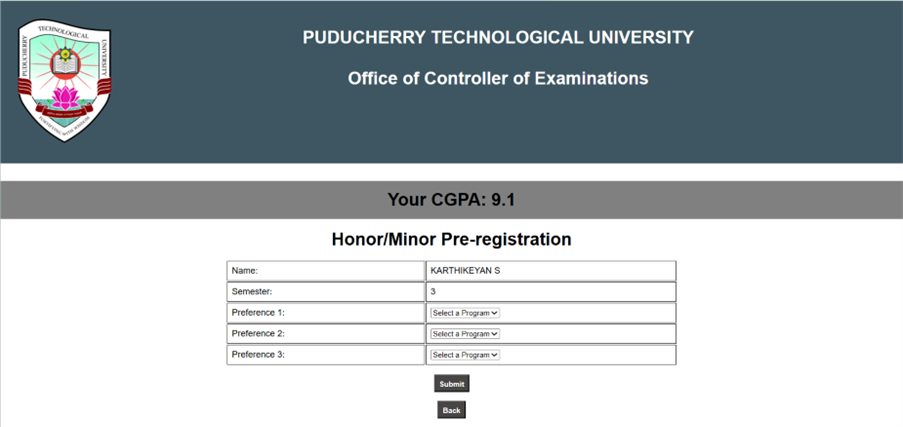 PUDUCHERRY TECHNOLOGICAL UNIVERSITY
Office of Controller of Examinations
TECHNOLOGICAL
PUDUCHERRY
UNIVERSITY
Your CGPA: 9.1
Honor/Minor Pre-registration
Name: KARTHIKEYAN S
Semester: 3
Preference 1: Select a Program
Preference 2: Select a Program
Preference 3: Select a Program
Submit
Back